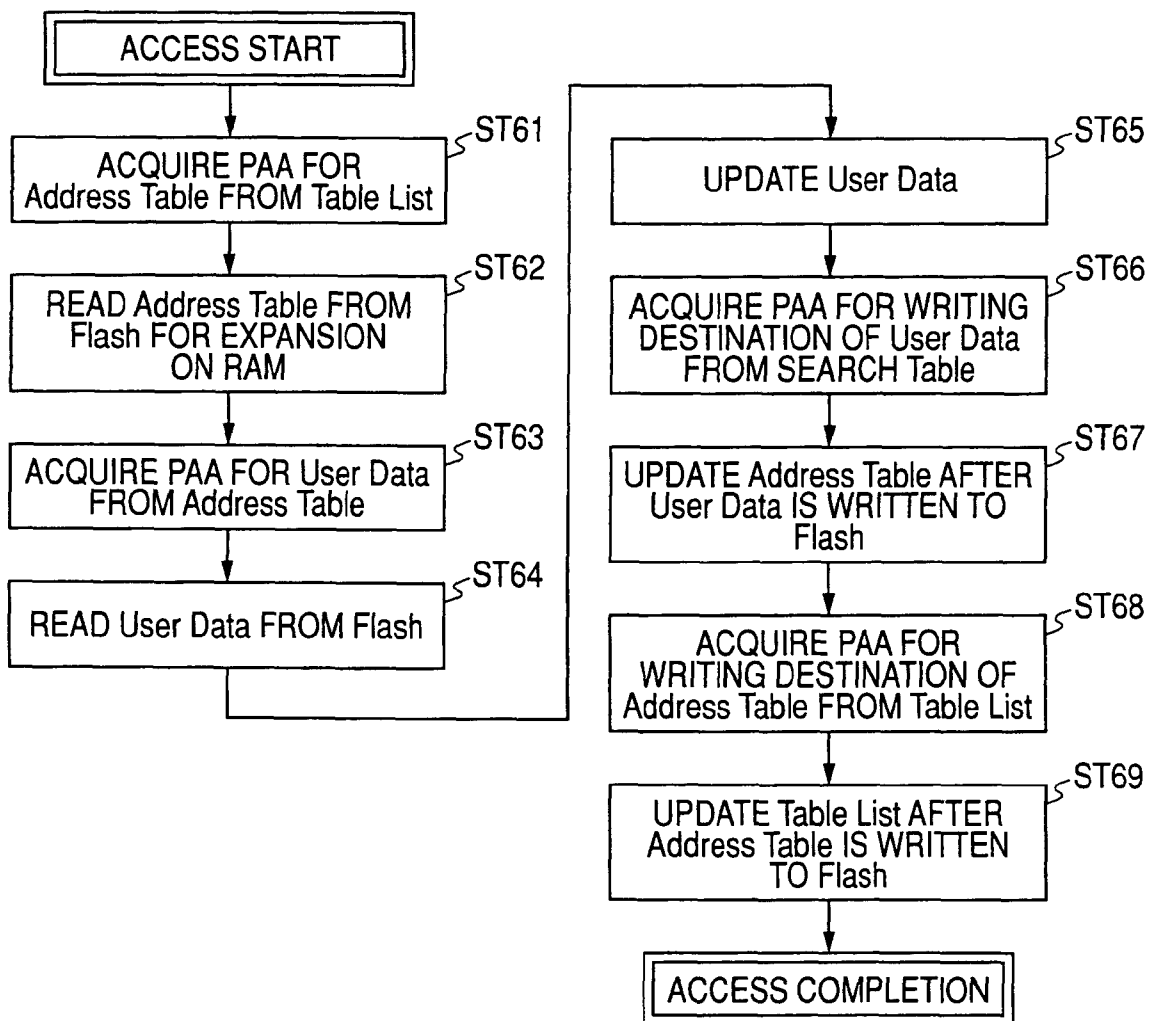 ACCESS START
ST61
ACQUIRE PAA FOR
Address Table FROM Table List
ST62
READ Address Table FROM
Flash FOR EXPANSION
ON RAM
ST63
ACQUIRE PAA FOR User Data
FROM Address Table
ST64
READ User Data FROM Flash
ST65
UPDATE User Data
ST66
ACQUIRE PAA FOR WRITING
DESTINATION OF User Data
FROM SEARCH Table
ST67
UPDATE Address Table AFTER
User Data IS WRITTEN TO
Flash
ST68
ACQUIRE PAA FOR
WRITING DESTINATION OF
Address Table FROM Table List
ST69
UPDATE Table List AFTER
Address Table IS WRITTEN
TO Flash
ACCESS COMPLETION